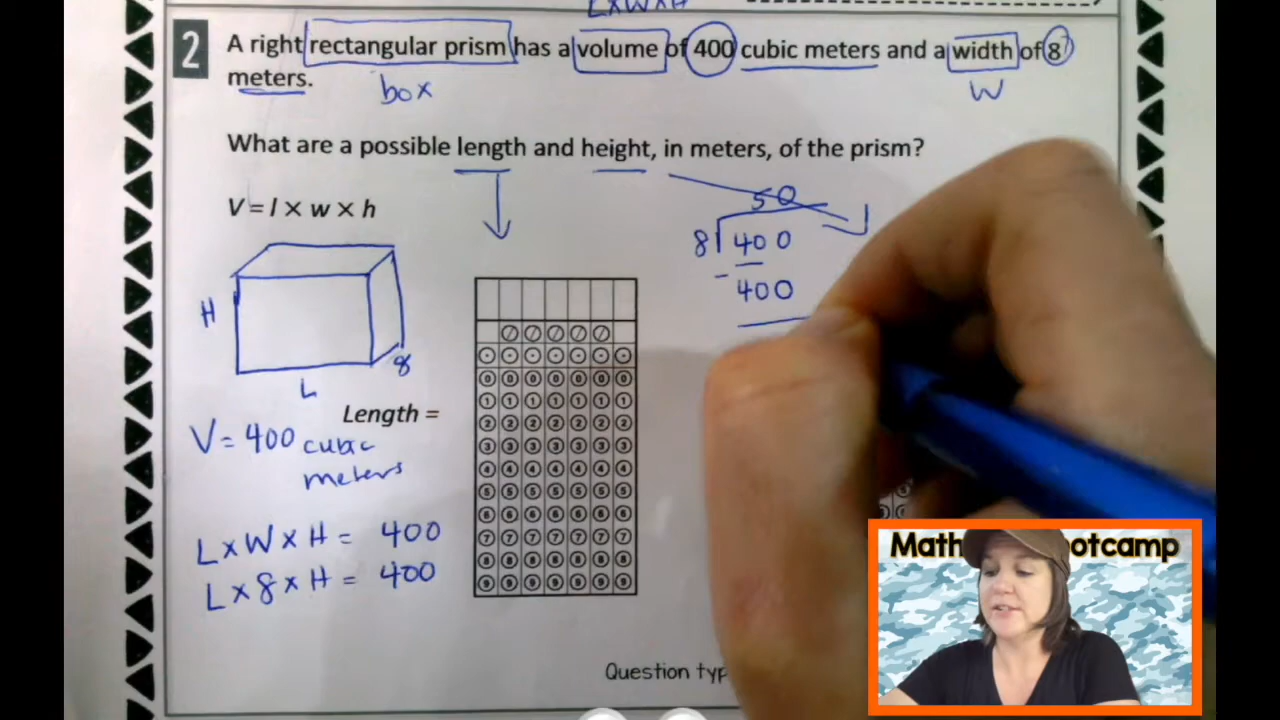 L x W x H
2 A right rectangular prism has a volume of 400 cubic meters and a width of 8
meters.
box
W
What are a possible length and height, in meters, of the prism?
V = l × w × h
50
8 400
- 400
H
8
L
Length =
V = 400 cubic
meters
L x W x H = 400
L x 8 x H = 400
Question typ
Math otcamp